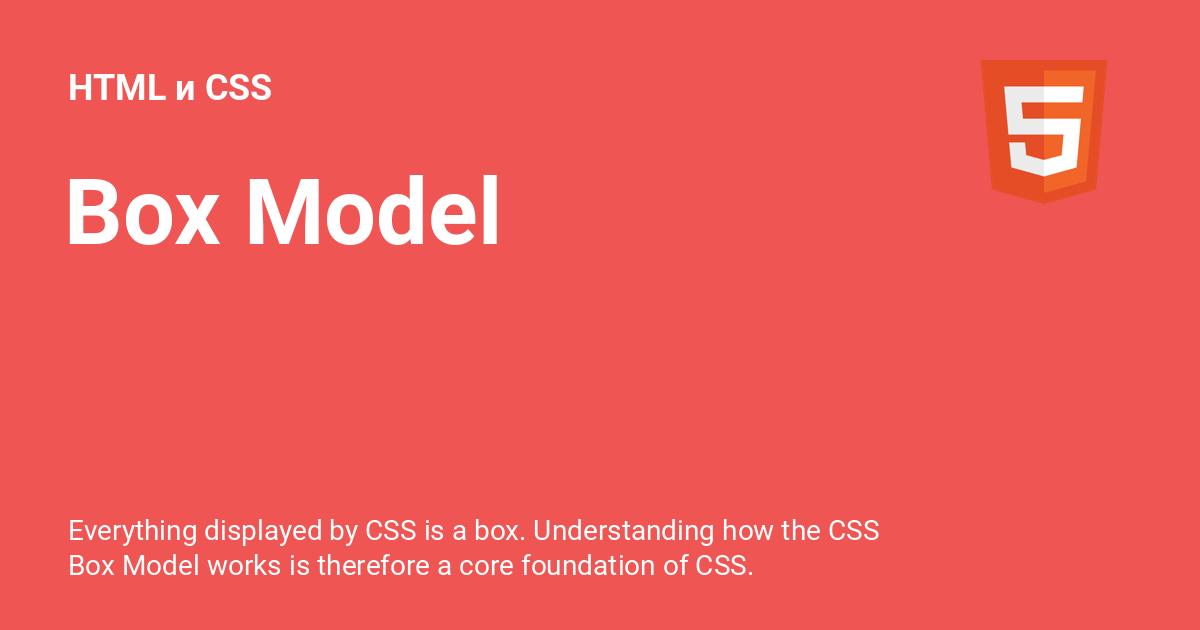 HTML и CSS
Box Model
Everything displayed by CSS is a box. Understanding how the CSS
Box Model works is therefore a core foundation of CSS.
5